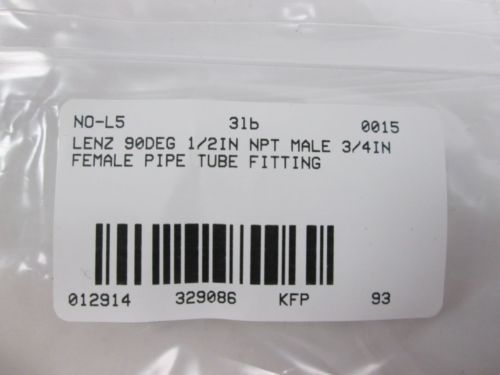 NO-L5 3lb 0015
LENZ 90DEG 1/2IN NPT MALE 3/4IN
FEMALE PIPE TUBE FITTING
012914 329086 KFP 93